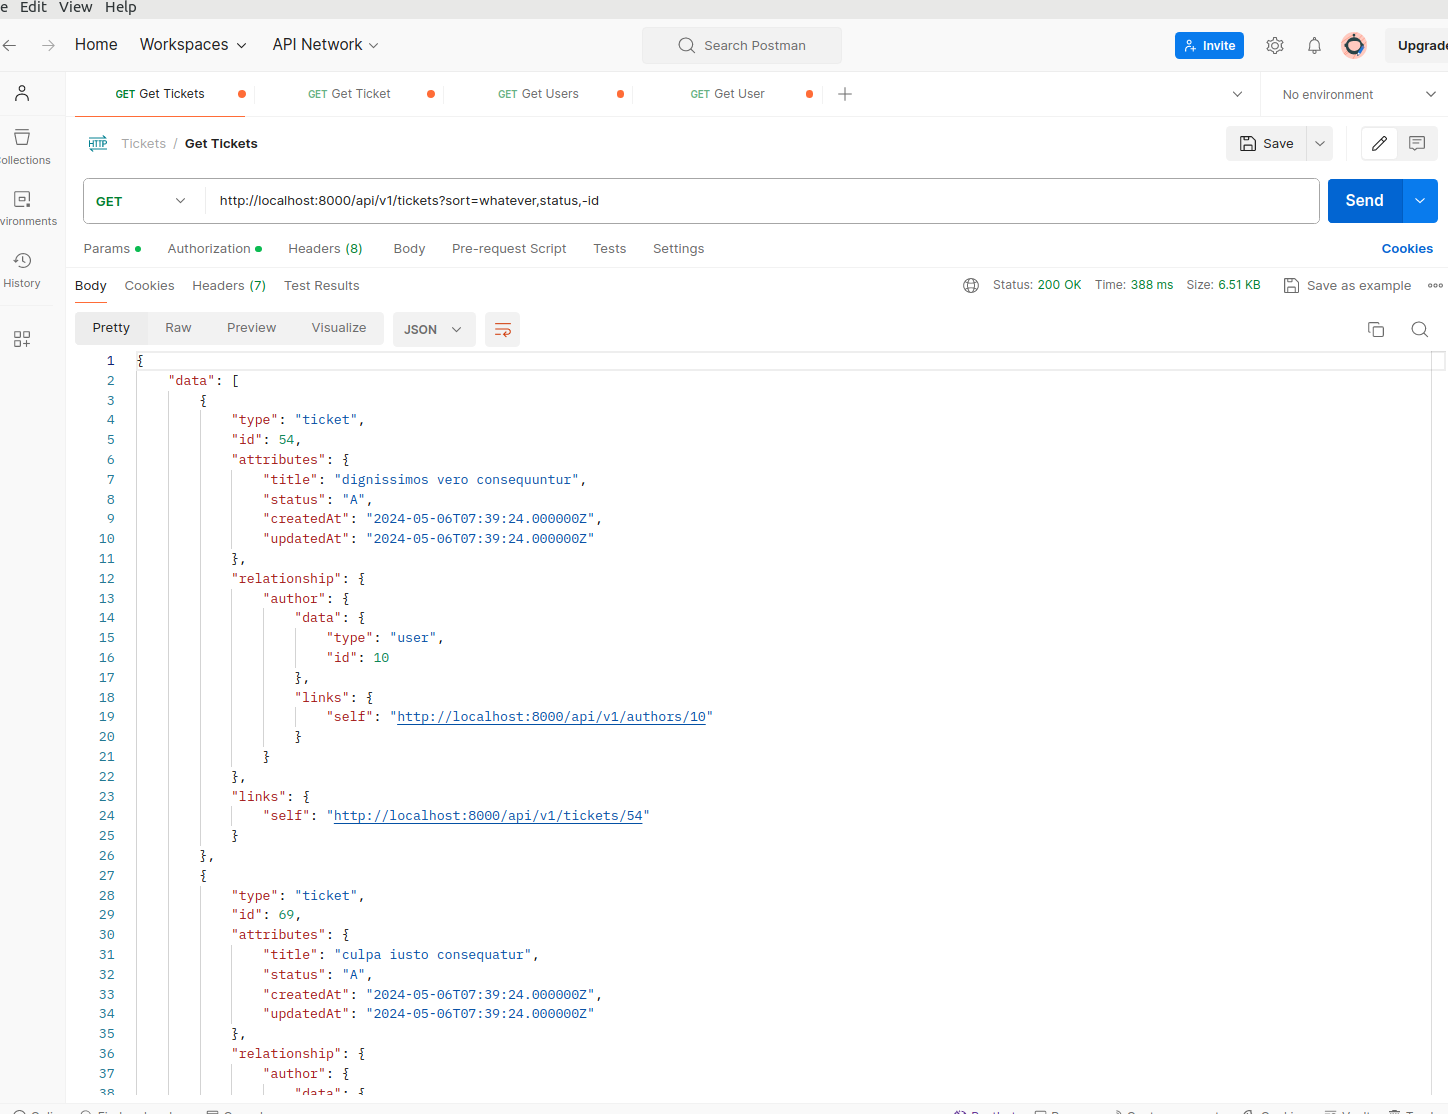 e Edit View Help
Home Workspaces API Network Search Postman Invite Upgrade
GET Get Tickets GET Get Ticket GET Get Users GET Get User No environment
HTTP Tickets / Get Tickets Save
ollections
GET http://localhost:8000/api/v1/tickets?sort=whatever,status,-id Send
vironments
Params Authorization Headers (8) Body Pre-request Script Tests Settings Cookies
History
Body Cookies Headers (7) Test Results Status: 200 OK Time: 388 ms Size: 6.51 KB Save as example
Pretty Raw Preview Visualize JSON
1 {
2 "data": [
3 {
4 "type": "ticket",
5 "id": 54,
6 "attributes": {
7 "title": "dignissimos vero consequuntur",
8 "status": "A",
9 "createdAt": "2024-05-06T07:39:24.000000Z",
10 "updatedAt": "2024-05-06T07:39:24.000000Z"
11 },
12 "relationship": {
13 "author": {
14 "data": {
15 "type": "user",
16 "id": 10
17 },
18 "links": {
19 "self": "http://localhost:8000/api/v1/authors/10"
20 }
21 }
22 },
23 "links": {
24 "self": "http://localhost:8000/api/v1/tickets/54"
25 }
26 },
27 {
28 "type": "ticket",
29 "id": 69,
30 "attributes": {
31 "title": "culpa iusto consequatur",
32 "status": "A",
33 "createdAt": "2024-05-06T07:39:24.000000Z",
34 "updatedAt": "2024-05-06T07:39:24.000000Z"
35 },
36 "relationship": {
37 "author": {
38 "data": {